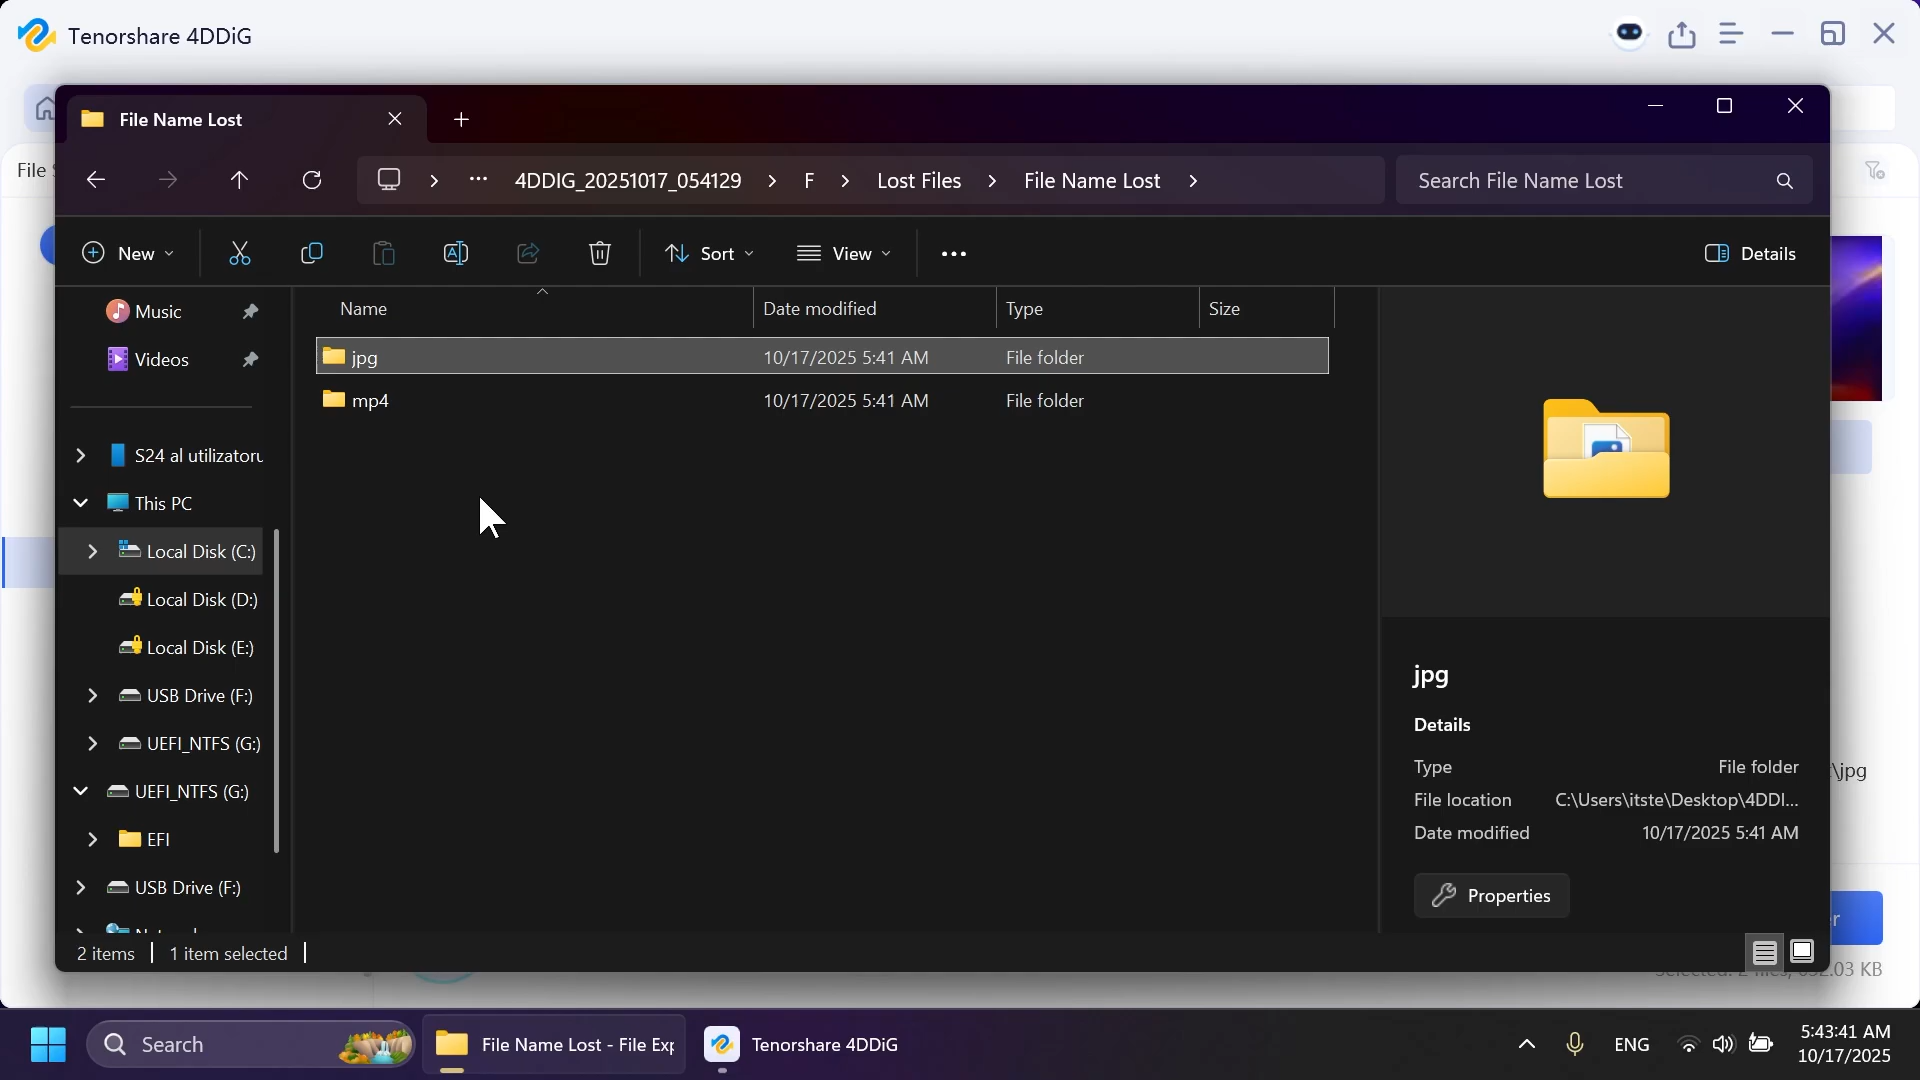 Tenorshare 4DDiG
File Name Lost
File
4DDIG_20251017_054129
F
Lost Files
File Name Lost
Search File Name Lost
New
Sort
View
Details
Name
Date modified
Type
Size
Music
Videos
jpg
10/17/2025 5:41 AM
File folder
mp4
10/17/2025 5:41 AM
File folder
S24 al utilizatoru
This PC
Local Disk (C:)
Local Disk (D:)
Local Disk (E:)
USB Drive (F:)
UEFI_NTFS (G:)
UEFI_NTFS (G:)
EFI
USB Drive (F:)
jpg
Details
Type
File folder
File location
C:\Users\itste\Desktop\4DDI...
Date modified
10/17/2025 5:41 AM
Properties
\jpg
2 items
1 item selected
.03 KB
Search
File Name Lost - File Exp
Tenorshare 4DDiG
ENG
5:43:41 AM
10/17/2025